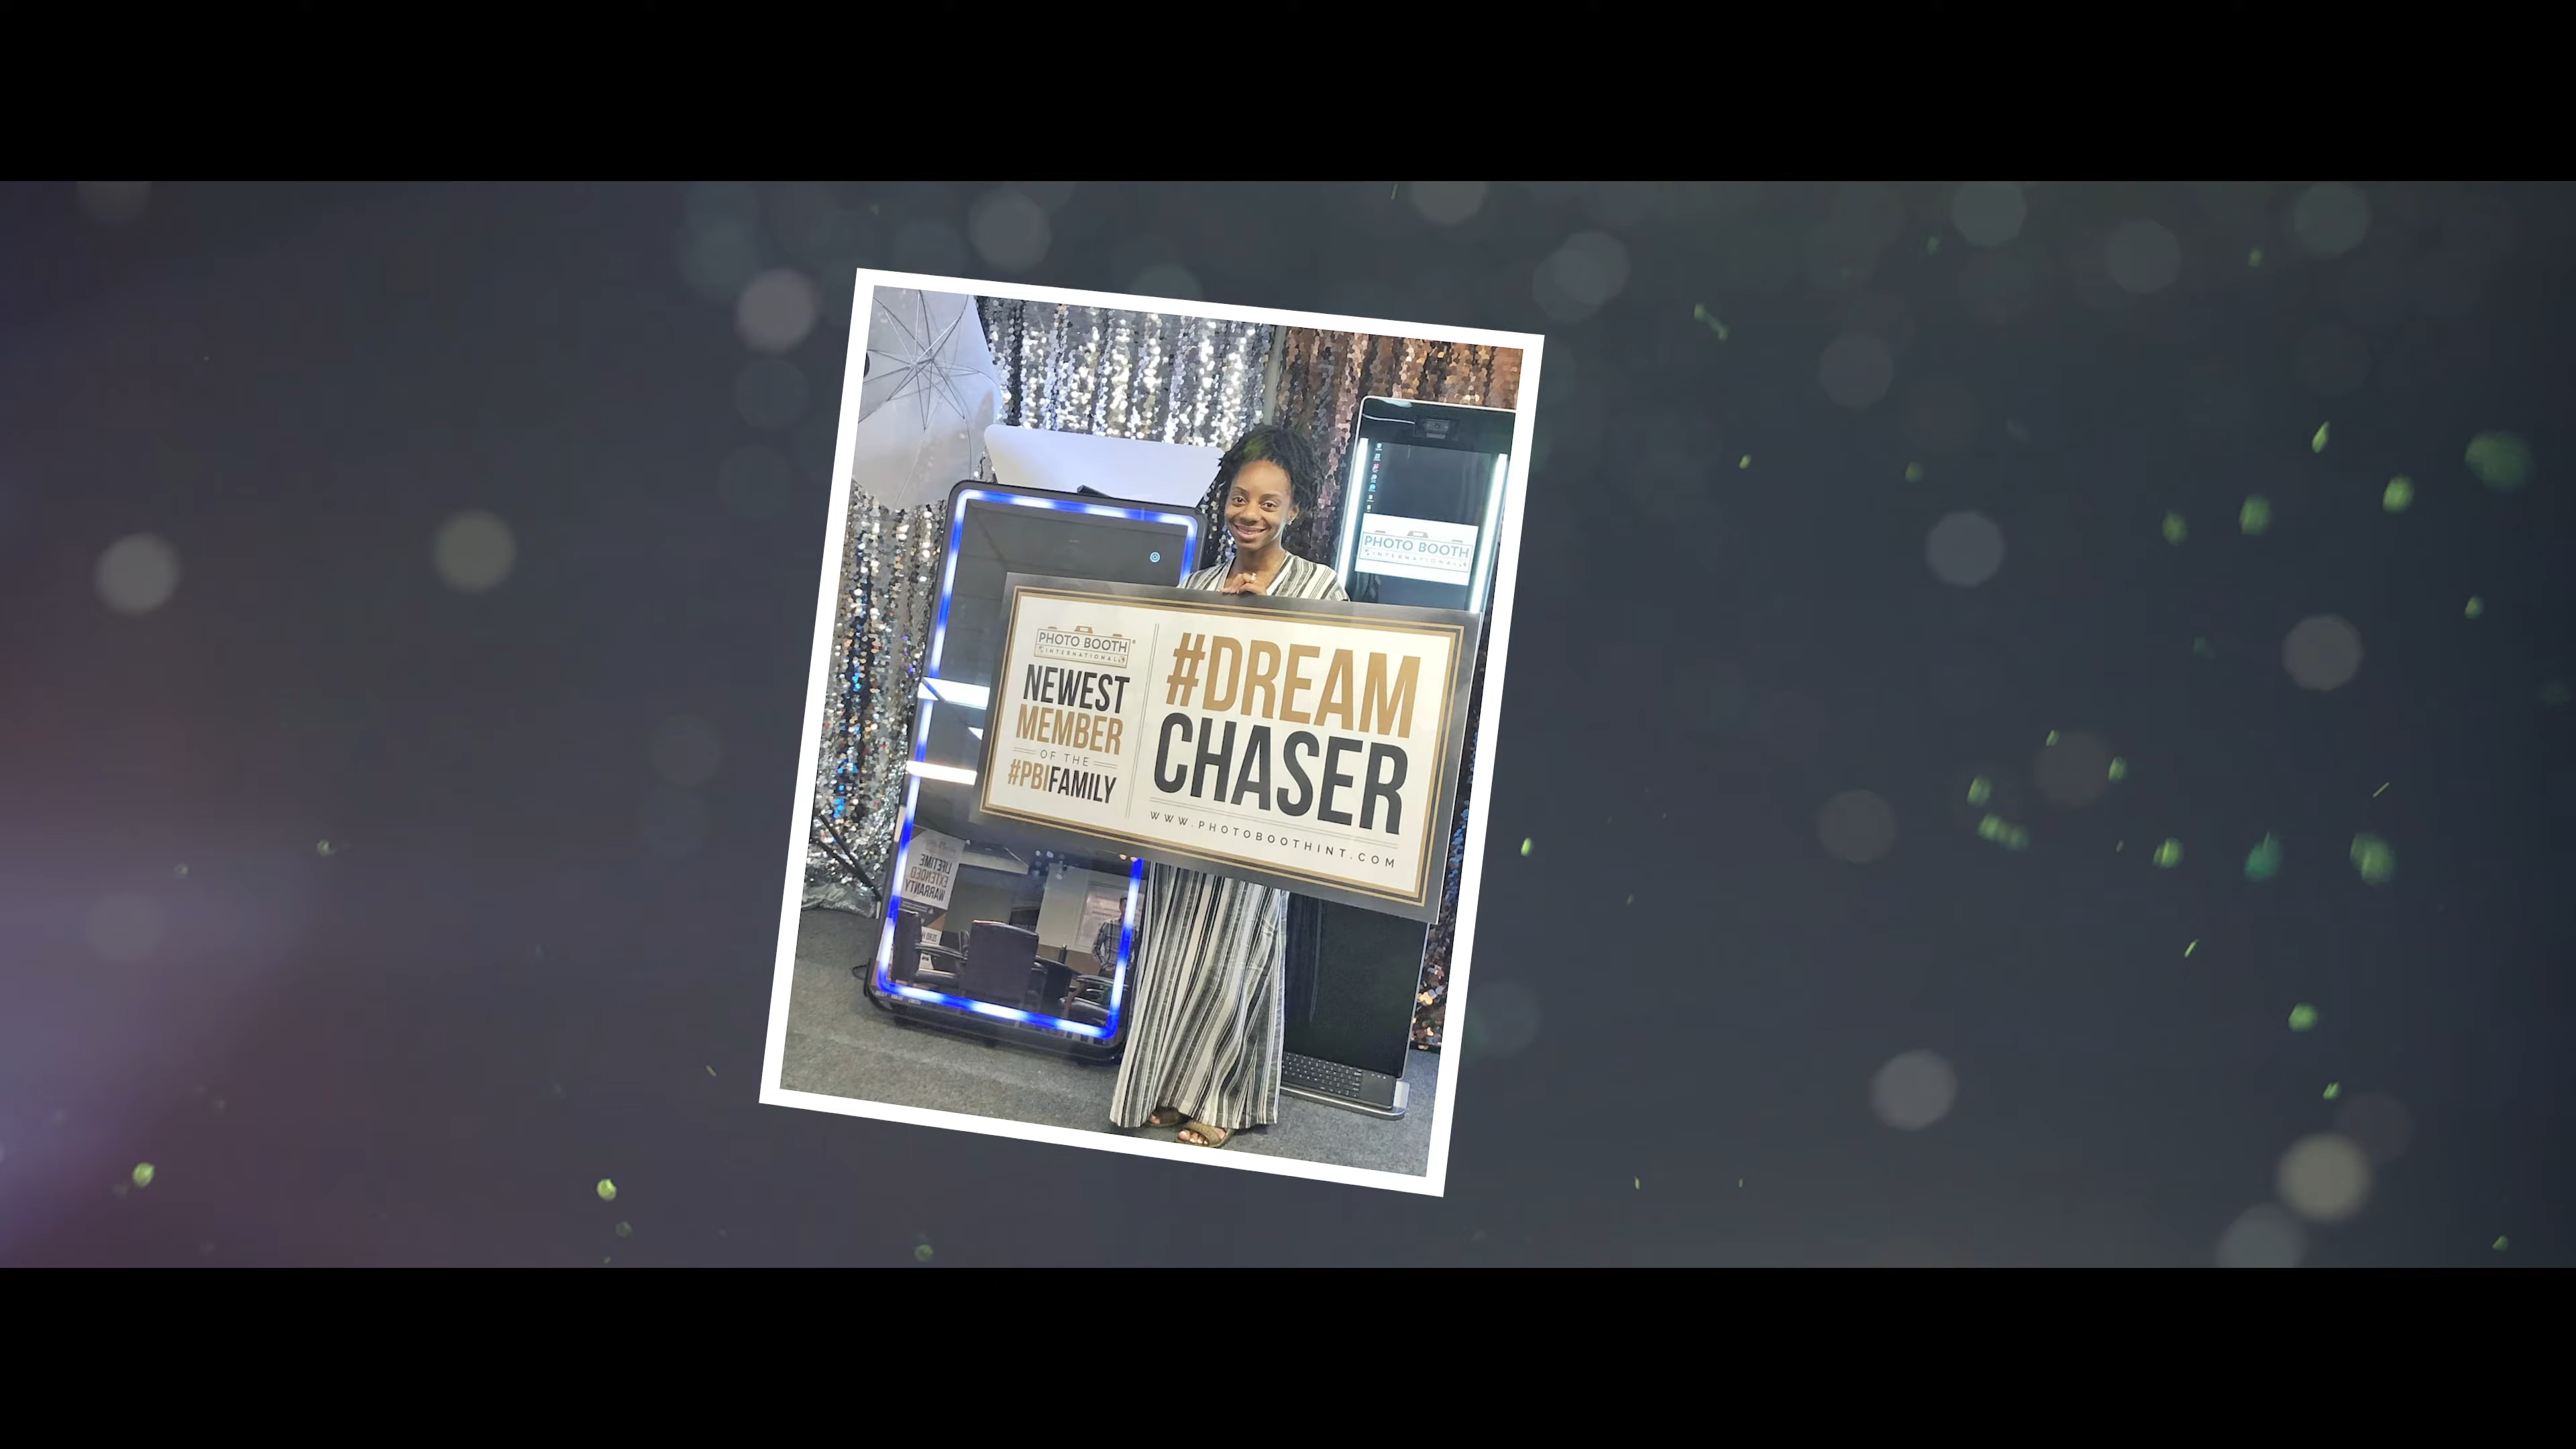 PHOTO BOOTH
INTERNATIONAL
PHOTO BOOTH®
INTERNATIONAL
NEWEST
MEMBER
OF THE
#PBIFAMILY
#DREAM
CHASER
WWW.PHOTOBOOTHINT.COM
LIFETIME
EXTENDED
WARRANTY